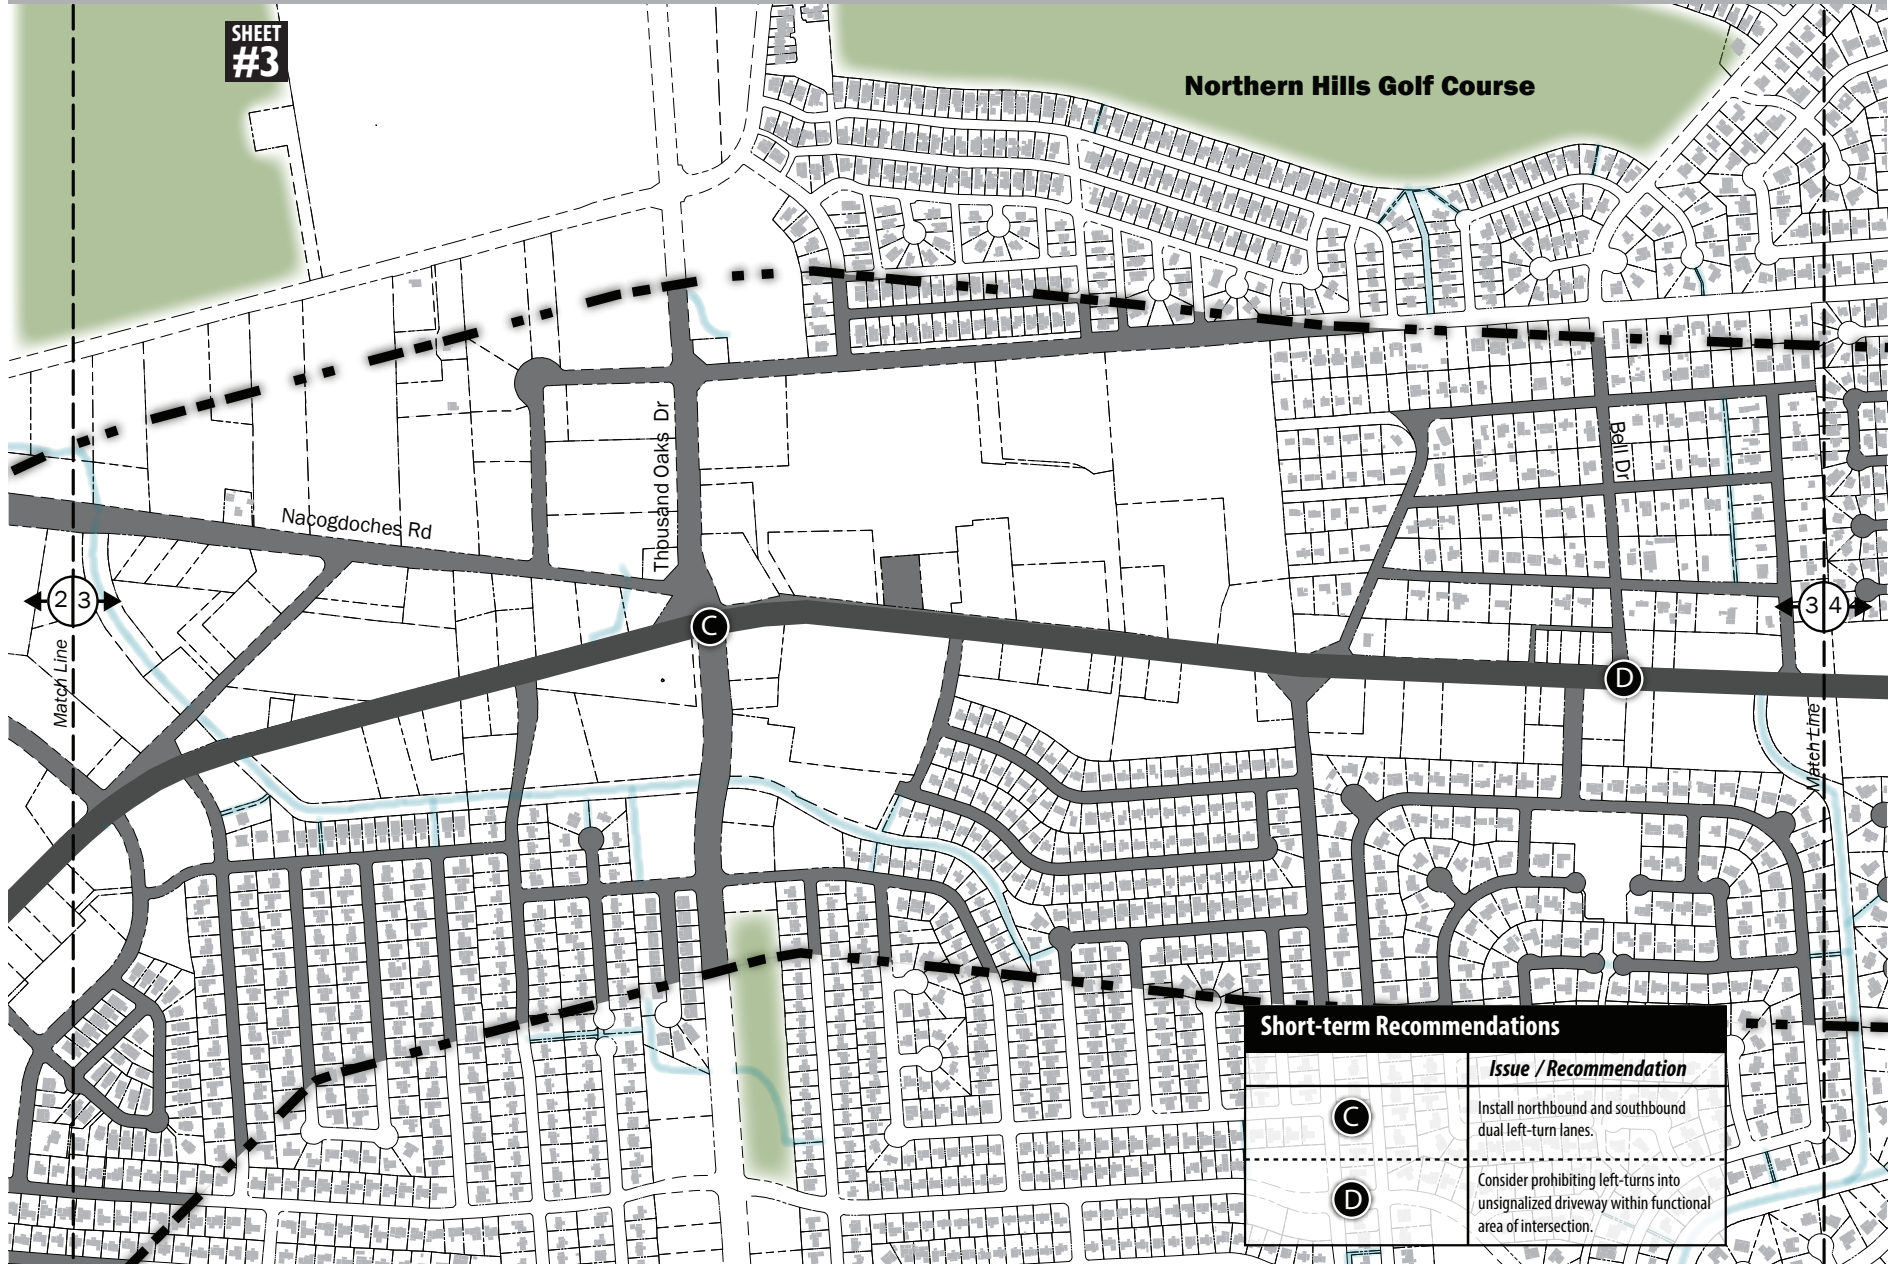 SHEET
#3
Northern Hills Golf Course
Thousand Oaks Dr
Bell Dr
Nacogdoches Rd
2 3
3 4
Match Line
Match Line
C
D
Short-term Recommendations
Issue / Recommendation
C
Install northbound and southbound
dual left-turn lanes.
D
Consider prohibiting left-turns into
unsignalized driveway within functional
area of intersection.